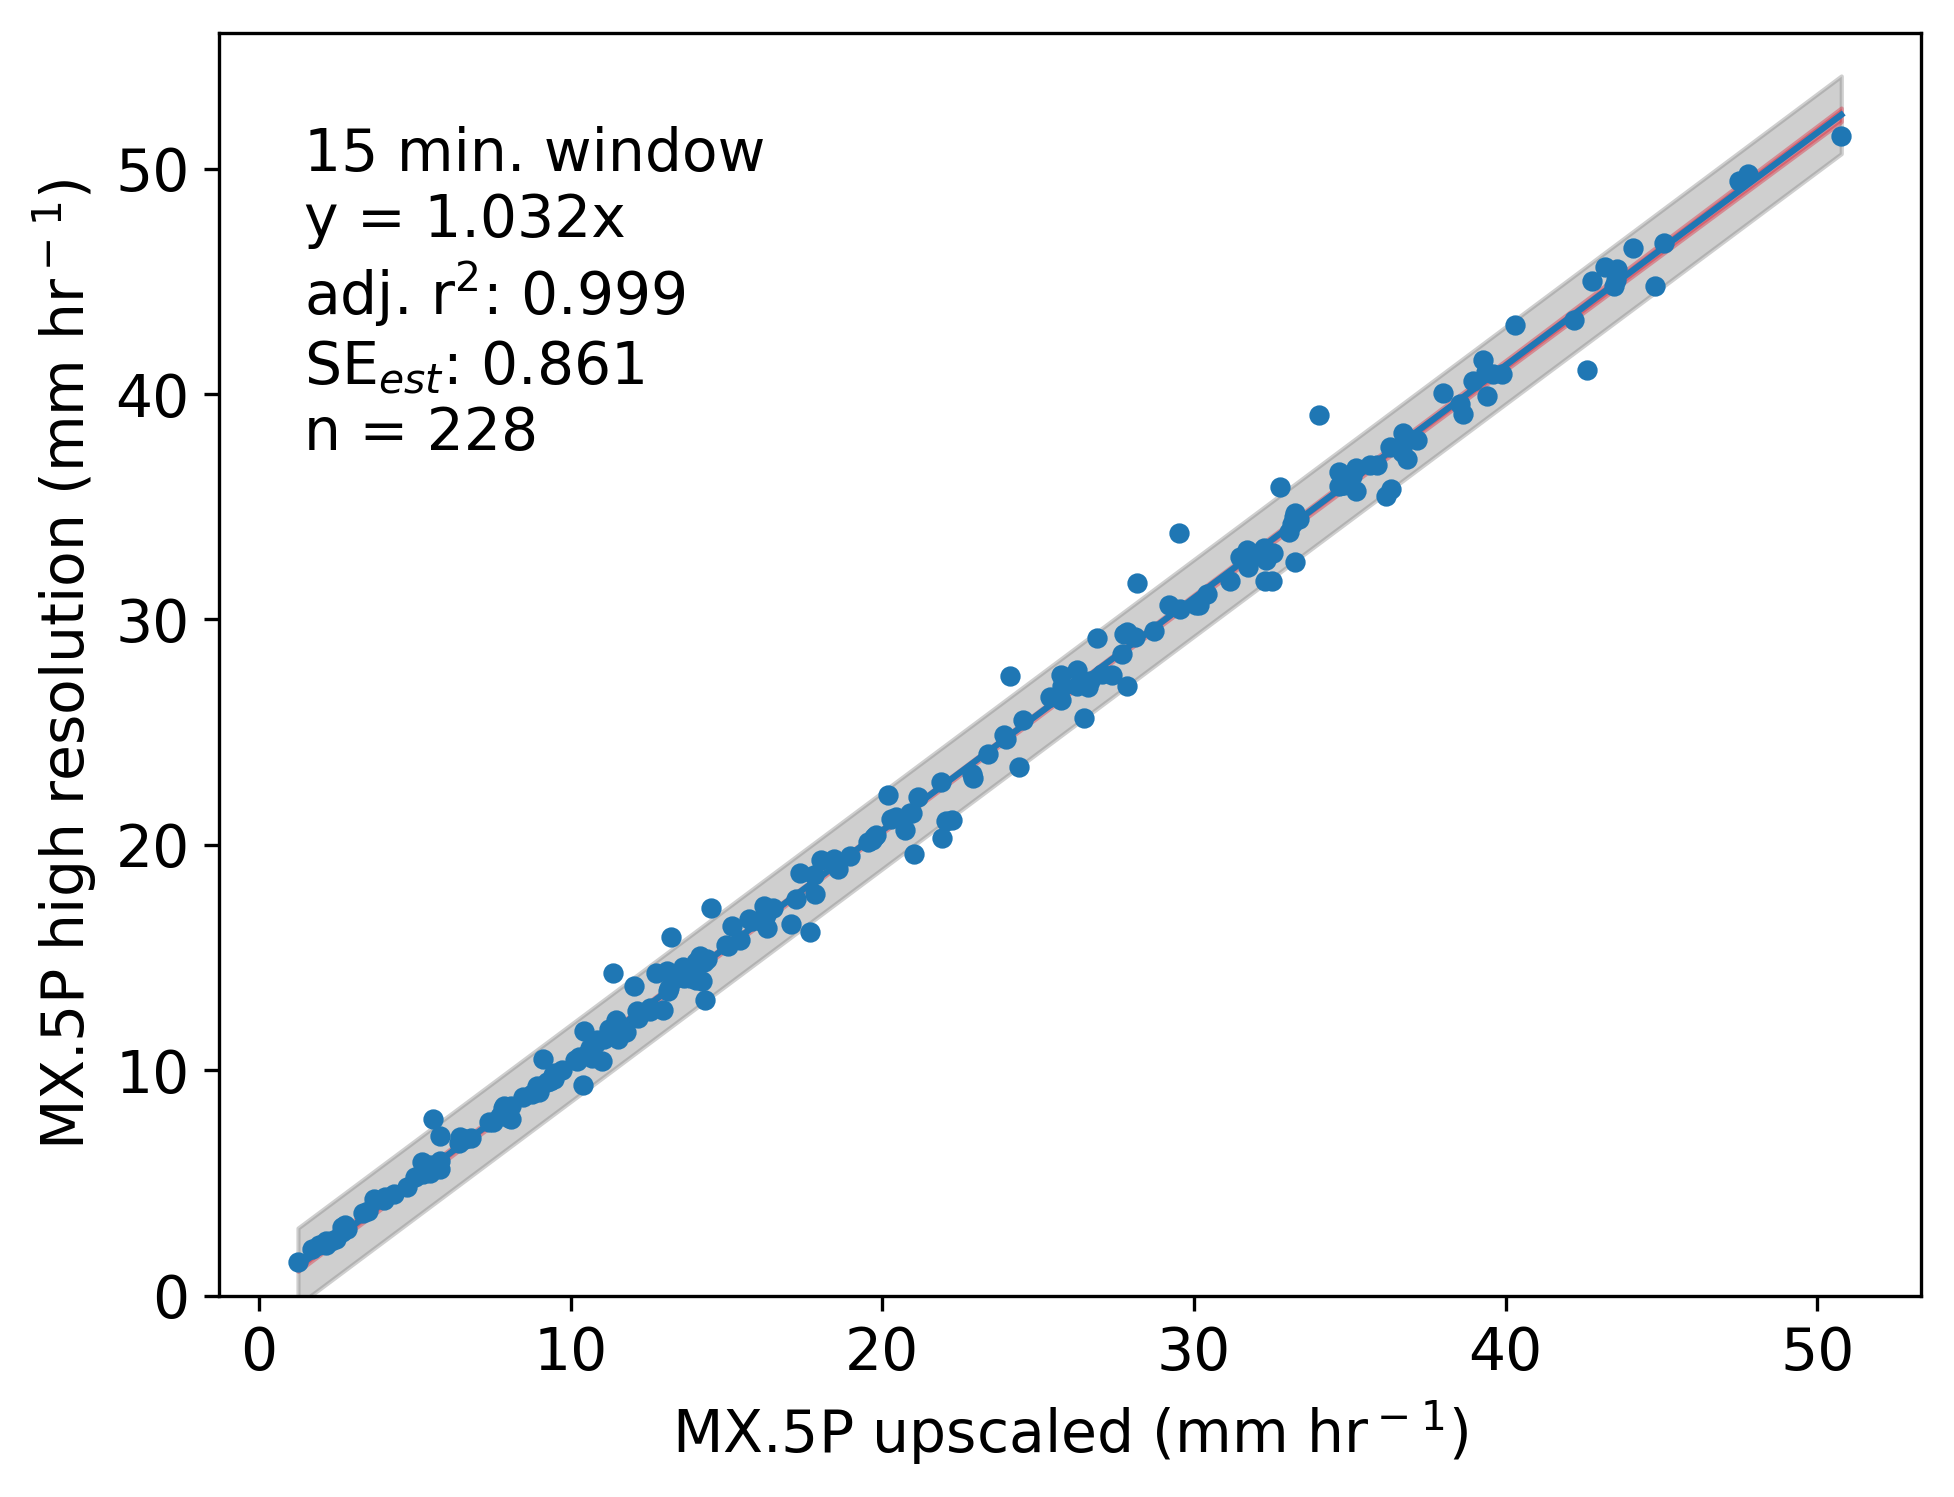 15 min. window
y = 1.032x
adj. r²: 0.999
SEₑₛₜ: 0.861
n = 228
MX.5P high resolution (mm hr⁻¹)
50
40
30
20
10
0
0 10 20 30 40 50
MX.5P upscaled (mm hr⁻¹)